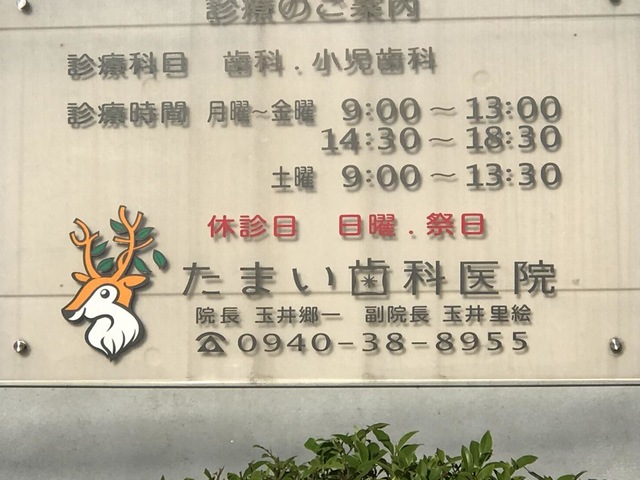 診療のご案内
診療科目 歯科．小児歯科
診療時間 月曜～金曜 9:00～13:00
14:30～18:30
土曜 9:00～13:30
休診日 日曜．祭日
たまい歯科医院
院長 玉井郷一 副院長 玉井里絵
☎0940-38-8955